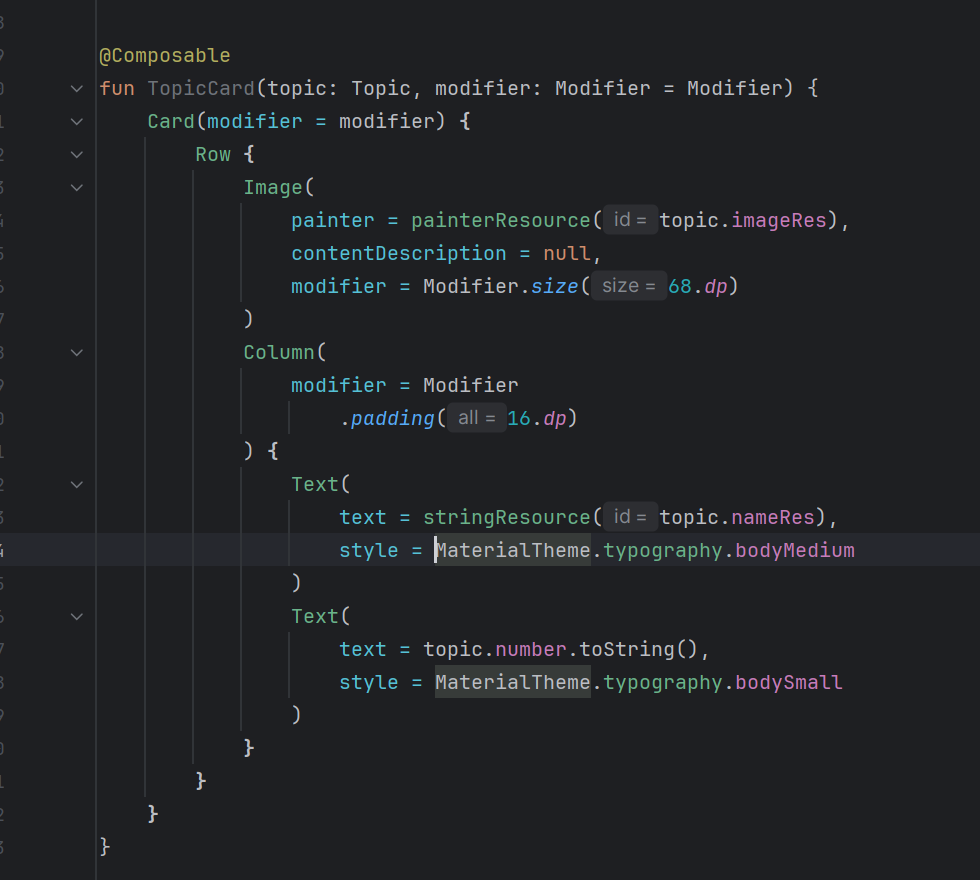 @Composable
fun TopicCard(topic: Topic, modifier: Modifier = Modifier) {
    Card(modifier = modifier) {
        Row {
            Image(
                painter = painterResource( id = topic.imageRes),
                contentDescription = null,
                modifier = Modifier.size( size = 68.dp)
            )
            Column(
                modifier = Modifier
                    .padding( all = 16.dp)
            ) {
                Text(
                    text = stringResource( id = topic.nameRes),
                    style = MaterialTheme.typography.bodyMedium
                )
                Text(
                    text = topic.number.toString(),
                    style = MaterialTheme.typography.bodySmall
                )
            }
        }
    }
}